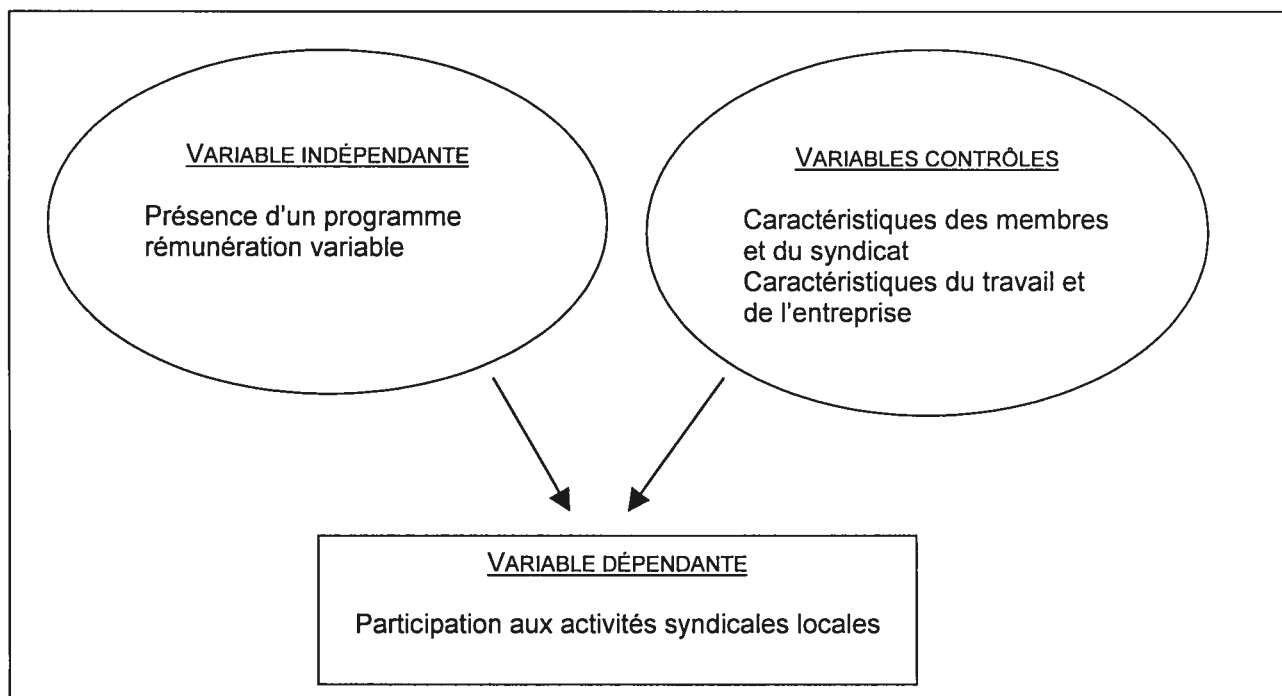 VARIABLE INDÉPENDANTE
Présence d'un programme
rémunération variable
VARIABLES CONTRÔLES
Caractéristiques des membres
et du syndicat
Caractéristiques du travail et
de l'entreprise
VARIABLE DÉPENDANTE
Participation aux activités syndicales locales